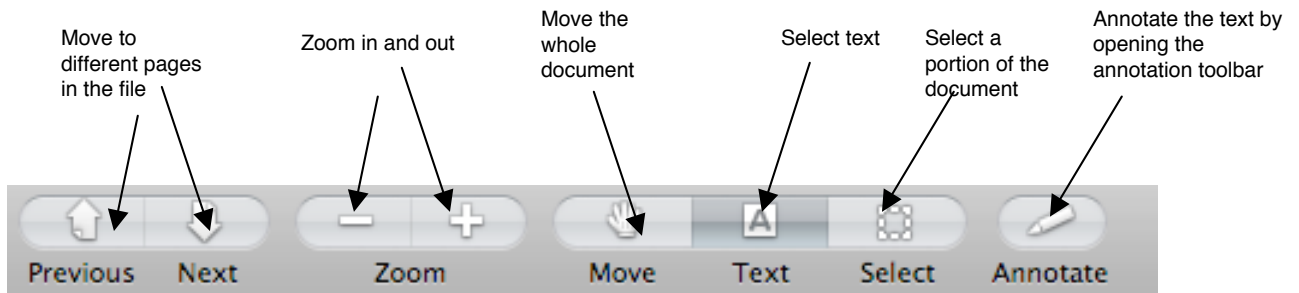 Move to
different pages
in the file
Zoom in and out
Move the
whole
document
Select text
Select a
portion of the
document
Annotate the text by
opening the
annotation toolbar
A
Previous Next Zoom Move Text Select Annotate